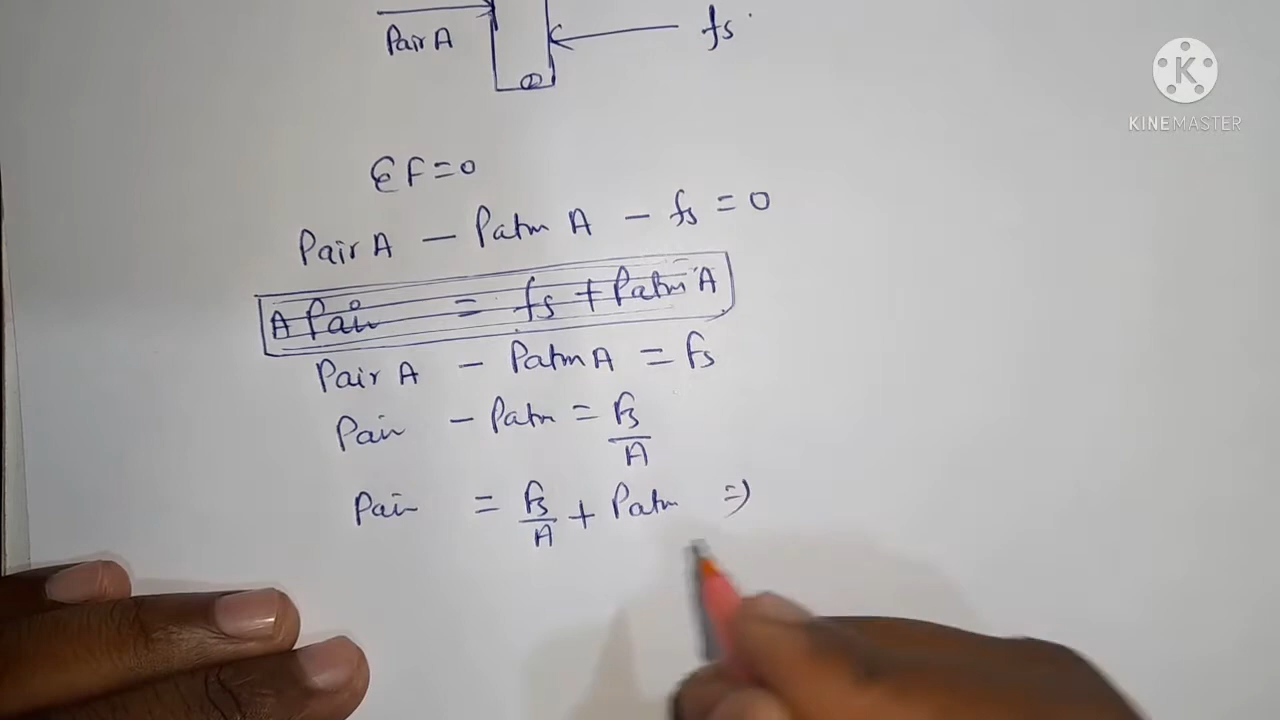 Pair A
fs
K
KINEMASTER
ΣF=0
Pair A - Patm A - fs = 0
A Pair = fs + Patm A
Pair A - Patm A = Fs
Pair - Patm = Fs/A
Pair = Fs/A + Patm =>